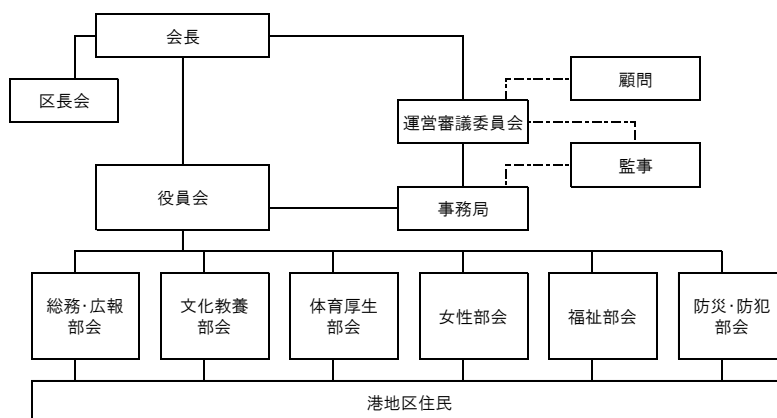 会長
区長会
顧問
運営審議委員会
監事
役員会
事務局
総務・広報
部会
文化教養
部会
体育厚生
部会
女性部会
福祉部会
防災・防犯
部会
港地区住民